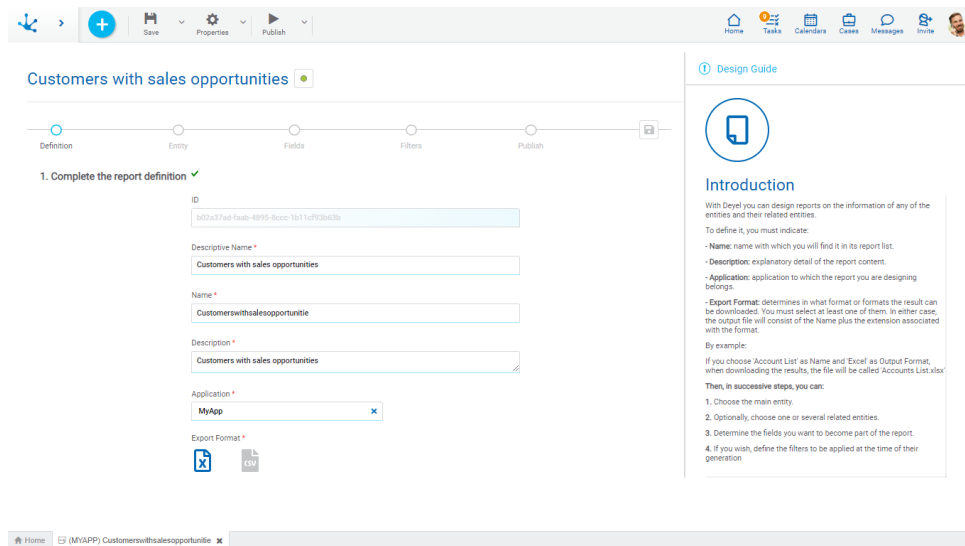 Save
Properties
Publish
Home
6
Tasks
Calendars
Cases
Messages
Invite
Customers with sales opportunities
Definition
Entity
Fields
Filters
Publish
1. Complete the report definition
ID
b02a37ad-faab-4895-8ccc-1b11cf93b63b
Descriptive Name *
Customers with sales opportunities
Name *
Customerswithsalesopportunitie
Description *
Customers with sales opportunities
Application *
MyApp
Export Format *
X
CSV
Design Guide
Introduction
With Deyel you can design reports on the information of any of the
entities and their related entities.
To define it, you must indicate:
- Name: name with which you will find it in its report list.
- Description: explanatory detail of the report content.
- Application: application to which the report you are designing
belongs.
- Export Format: determines in what format or formats the result can
be downloaded. You must select at least one of them. In either case,
the output file will consist of the Name plus the extension associated
with the format.
By example:
If you choose 'Account List' as Name and 'Excel' as Output Format,
when downloading the results, the file will be called 'Accounts List.xlsx'
Then, in successive steps, you can:
1. Choose the main entity.
2. Optionally, choose one or several related entities.
3. Determine the fields you want to become part of the report.
4. If you wish, define the filters to be applied at the time of their
generation
Home
(MYAPP) Customerswithsalesopportunitie